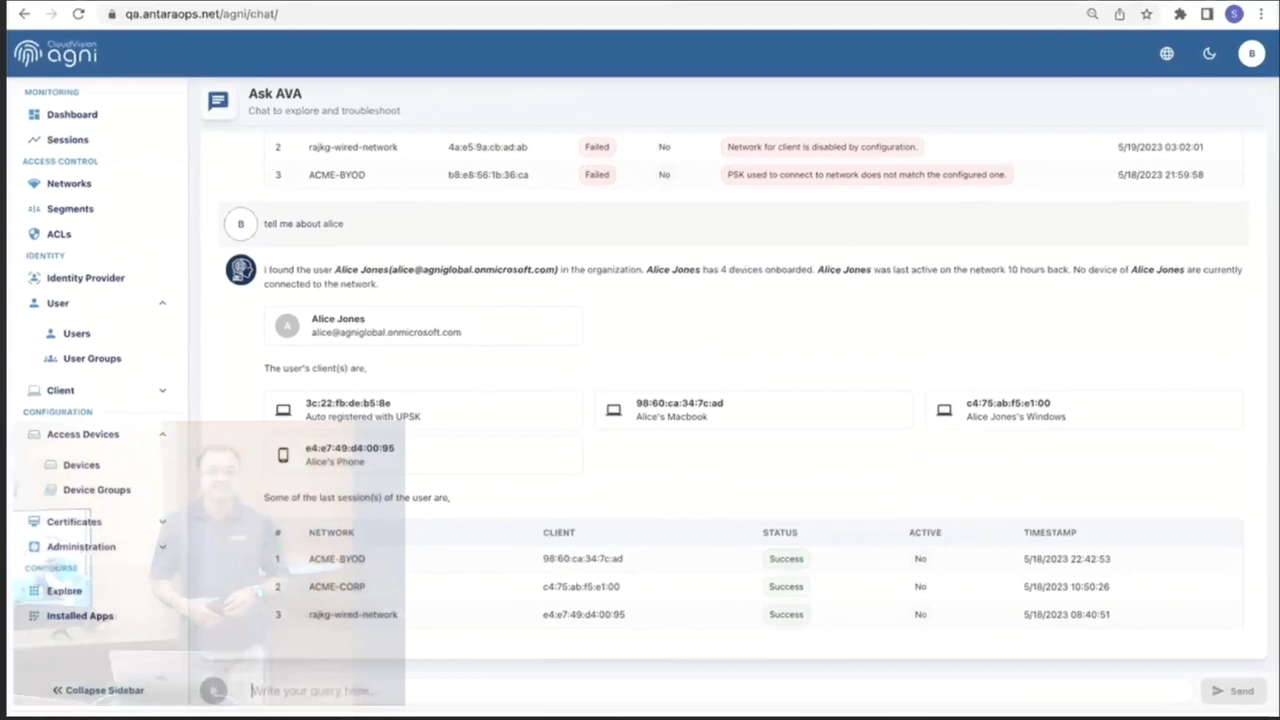 qa.antaraops.net/agni/chat/
S
CloudVision
agni
B
MONITORING
Dashboard
Sessions
ACCESS CONTROL
Networks
Segments
ACLs
IDENTITY
Identity Provider
User
Users
User Groups
Client
CONFIGURATION
Access Devices
Devices
Device Groups
Certificates
Administration
CONCOURSE
Explore
Installed Apps
Collapse Sidebar
Ask AVA
Chat to explore and troubleshoot
2 rajkg-wired-network 4a:e5:9a:cb:ad:ab Failed No Network for client is disabled by configuration. 5/19/2023 03:02:01
3 ACME-BYOD b8:e8:56:1b:36:ca Failed No PSK used to connect to network does not match the configured one. 5/18/2023 21:59:58
B tell me about alice
I found the user Alice Jones(alice@agniglobal.onmicrosoft.com) in the organization. Alice Jones has 4 devices onboarded. Alice Jones was last active on the network 10 hours back. No device of Alice Jones are currently
connected to the network.
A
Alice Jones
alice@agniglobal.onmicrosoft.com
The user's client(s) are,
3c:22:fb:de:b5:8e
Auto registered with UPSK
98:60:ca:34:7c:ad
Alice's Macbook
c4:75:ab:f5:e1:00
Alice Jones's Windows
e4:e7:49:d4:00:95
Alice's Phone
Some of the last session(s) of the user are,
# NETWORK CLIENT STATUS ACTIVE TIMESTAMP
1 ACME-BYOD 98:60:ca:34:7c:ad Success No 5/18/2023 22:42:53
2 ACME-CORP c4:75:ab:f5:e1:00 Success No 5/18/2023 10:50:26
3 rajkg-wired-network e4:e7:49:d4:00:95 Success No 5/18/2023 08:40:51
Write your query here...
Send